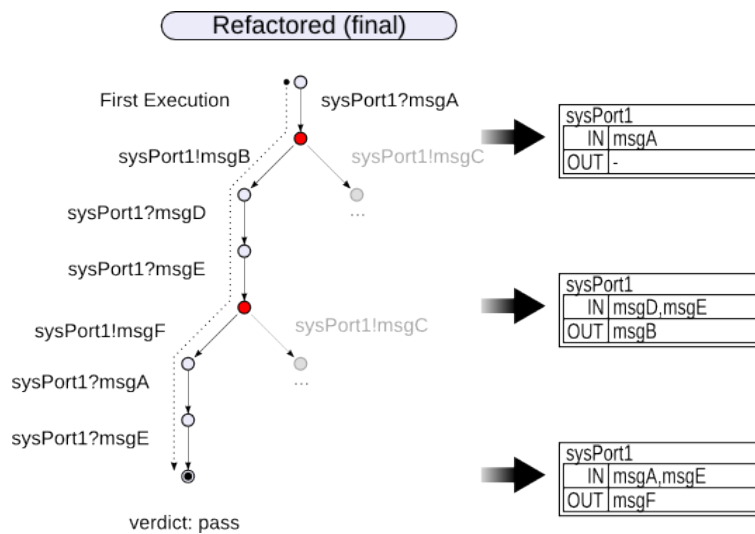 Refactored (final)
First Execution
sysPort1?msgA
sysPort1!msgB
sysPort1!msgC
...
sysPort1?msgD
sysPort1?msgE
sysPort1!msgF
sysPort1!msgC
...
sysPort1?msgA
sysPort1?msgE
verdict: pass
sysPort1
IN msgA
OUT -
sysPort1
IN msgD,msgE
OUT msgB
sysPort1
IN msgA,msgE
OUT msgF